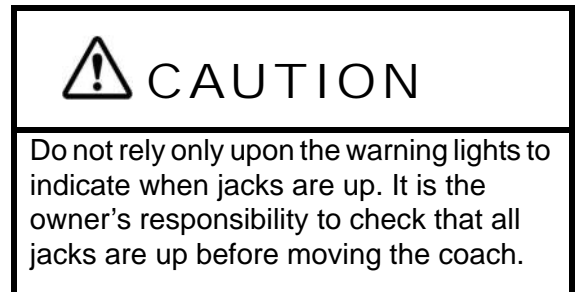 CAUTION
Do not rely only upon the warning lights to
indicate when jacks are up. It is the
owner's responsibility to check that all
jacks are up before moving the coach.